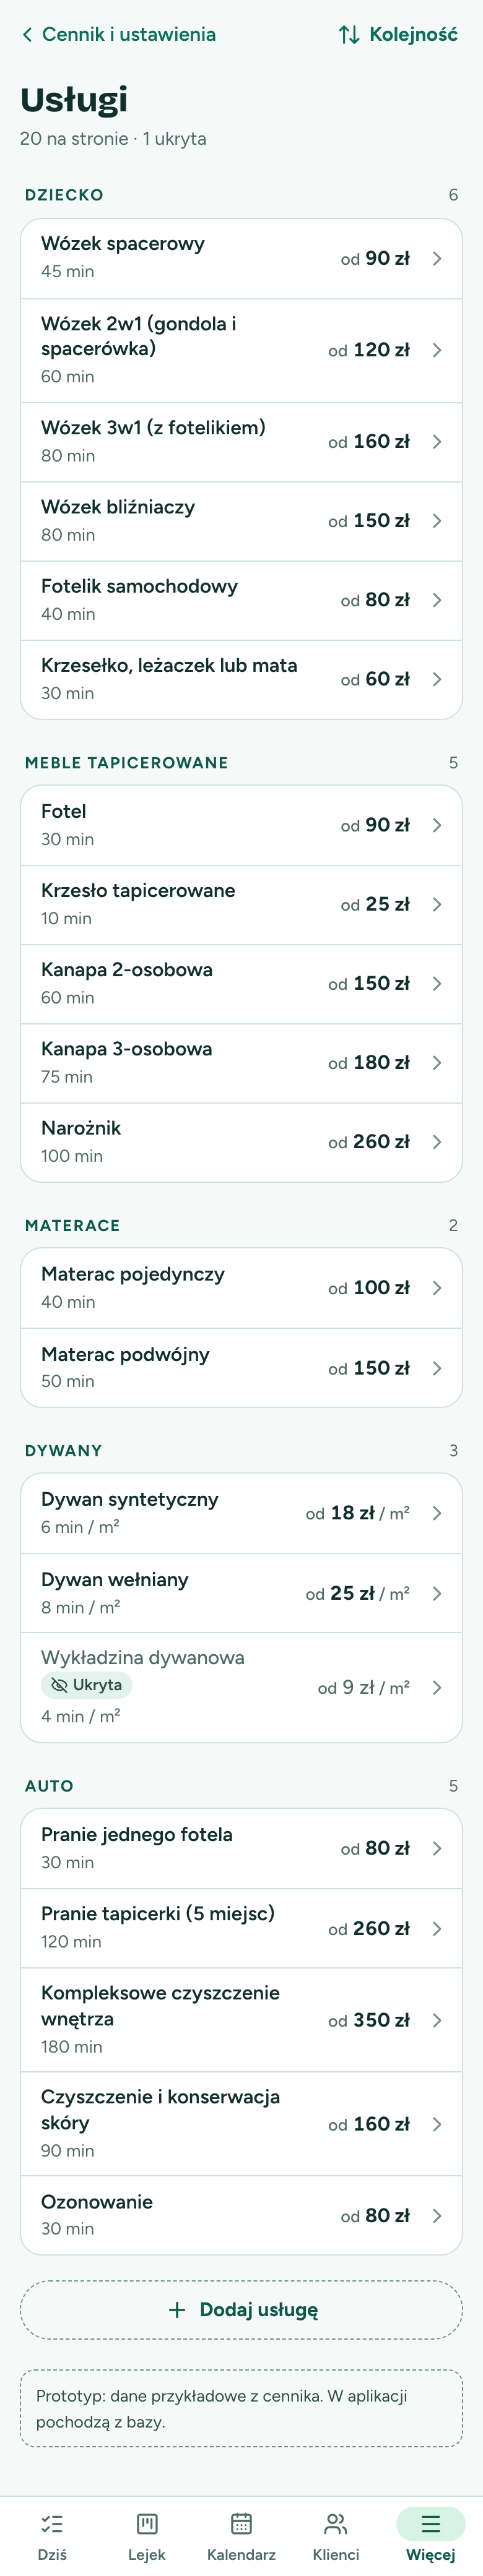 Cennik i ustawienia
Kolejność
Usługi
20 na stronie · 1 ukryta
DZIECKO 6
Wózek spacerowy
45 min
od 90 zł
Wózek 2w1 (gondola i
spacerówka)
60 min
od 120 zł
Wózek 3w1 (z fotelikiem)
80 min
od 160 zł
Wózek bliźniaczy
80 min
od 150 zł
Fotelik samochodowy
40 min
od 80 zł
Krzesełko, leżaczek lub mata
30 min
od 60 zł
MEBLE TAPICEROWANE 5
Fotel
30 min
od 90 zł
Krzesło tapicerowane
10 min
od 25 zł
Kanapa 2-osobowa
60 min
od 150 zł
Kanapa 3-osobowa
75 min
od 180 zł
Narożnik
100 min
od 260 zł
MATERACE 2
Materac pojedynczy
40 min
od 100 zł
Materac podwójny
50 min
od 150 zł
DYWANY 3
Dywan syntetyczny
6 min / m²
od 18 zł / m²
Dywan wełniany
8 min / m²
od 25 zł / m²
Wykładzina dywanowa
Ukryta
4 min / m²
od 9 zł / m²
AUTO 5
Pranie jednego fotela
30 min
od 80 zł
Pranie tapicerki (5 miejsc)
120 min
od 260 zł
Kompleksowe czyszczenie
wnętrza
180 min
od 350 zł
Czyszczenie i konserwacja
skóry
90 min
od 160 zł
Ozonowanie
30 min
od 80 zł
Dodaj usługę
Prototyp: dane przykładowe z cennika. W aplikacji
pochodzą z bazy.
Dziś
Lejek
Kalendarz
Klienci
Więcej